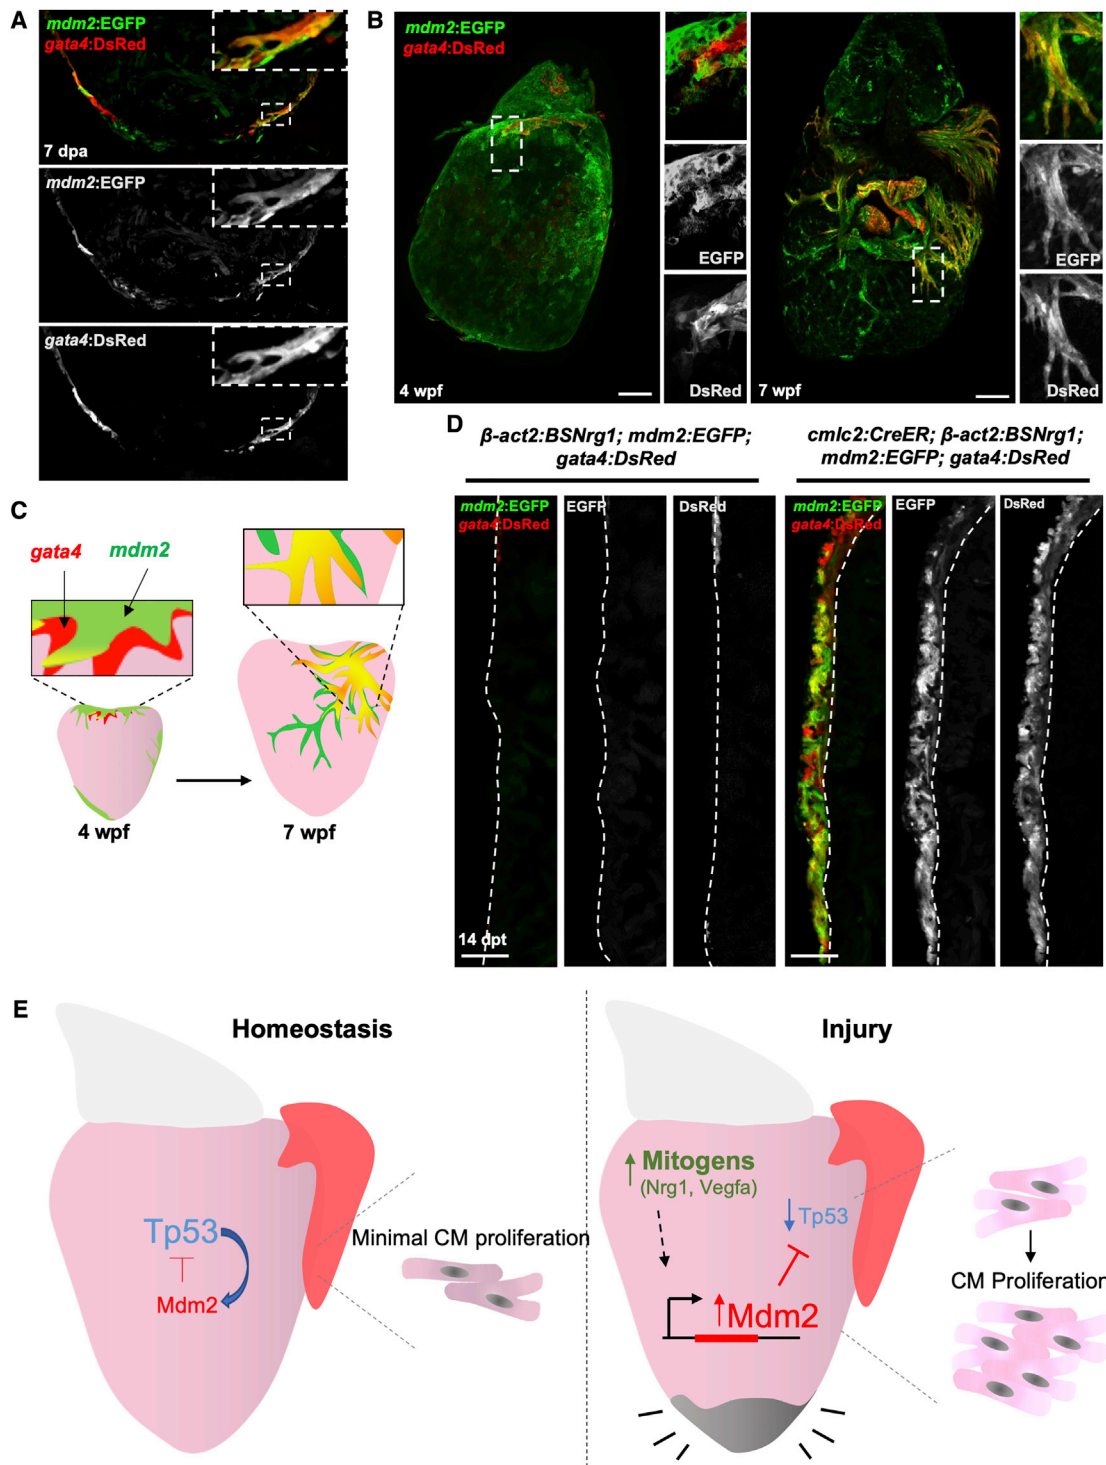 A
mdm2:EGFP
gata4:DsRed
7 dpa
mdm2:EGFP
gata4:DsRed
B
mdm2:EGFP
gata4:DsRed
4 wpf
EGFP
DsRed
7 wpf
EGFP
DsRed
C
gata4
mdm2
4 wpf
7 wpf
D
β-act2:BSNrg1; mdm2:EGFP;
gata4:DsRed
cmlc2:CreER; β-act2:BSNrg1;
mdm2:EGFP; gata4:DsRed
mdm2:EGFP
gata4:DsRed
EGFP
DsRed
14 dpt
mdm2:EGFP
gata4:DsRed
EGFP
DsRed
E
Homeostasis
Tp53
Mdm2
Minimal CM proliferation
Injury
Mitogens
(Nrg1, Vegfa)
Tp53
Mdm2
CM Proliferation